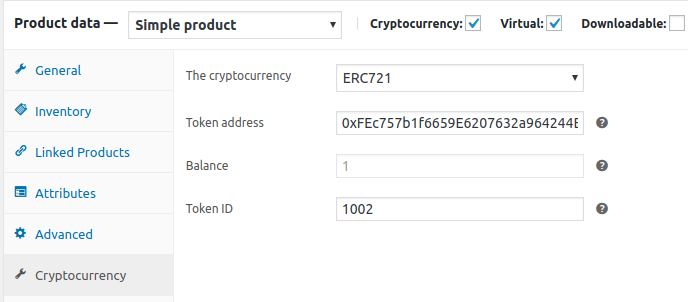 Product data — Simple product Cryptocurrency: Virtual: Downloadable:
General
Inventory
Linked Products
Attributes
Advanced
Cryptocurrency
The cryptocurrency ERC721
Token address 0xFEc757b1f6659E6207632a964244E
Balance 1
Token ID 1002